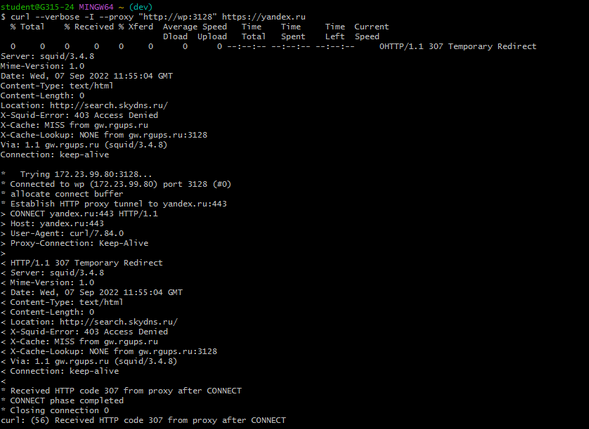 student@G315-24 MINGW64 ~ (dev)
$ curl --verbose -I --proxy "http://wp:3128" https://yandex.ru
  % Total    % Received % Xferd  Average Speed   Time    Time     Time  Current
                                 Dload  Upload   Total   Spent    Left  Speed
  0     0    0     0    0     0      0      0 --:--:-- --:--:-- --:--:--     0HTTP/1.1 307 Temporary Redirect
Server: squid/3.4.8
Mime-Version: 1.0
Date: Wed, 07 Sep 2022 11:55:04 GMT
Content-Type: text/html
Content-Length: 0
Location: http://search.skydns.ru/
X-Squid-Error: 403 Access Denied
X-Cache: MISS from gw.rgups.ru
X-Cache-Lookup: NONE from gw.rgups.ru:3128
Via: 1.1 gw.rgups.ru (squid/3.4.8)
Connection: keep-alive

*   Trying 172.23.99.80:3128...
* Connected to wp (172.23.99.80) port 3128 (#0)
* allocate connect buffer
* Establish HTTP proxy tunnel to yandex.ru:443
> CONNECT yandex.ru:443 HTTP/1.1
> Host: yandex.ru:443
> User-Agent: curl/7.84.0
> Proxy-Connection: Keep-Alive
>
< HTTP/1.1 307 Temporary Redirect
< Server: squid/3.4.8
< Mime-Version: 1.0
< Date: Wed, 07 Sep 2022 11:55:04 GMT
< Content-Type: text/html
< Content-Length: 0
< Location: http://search.skydns.ru/
< X-Squid-Error: 403 Access Denied
< X-Cache: MISS from gw.rgups.ru
< X-Cache-Lookup: NONE from gw.rgups.ru:3128
< Via: 1.1 gw.rgups.ru (squid/3.4.8)
< Connection: keep-alive
<
* Received HTTP code 307 from proxy after CONNECT
* CONNECT phase completed
* Closing connection 0
curl: (56) Received HTTP code 307 from proxy after CONNECT